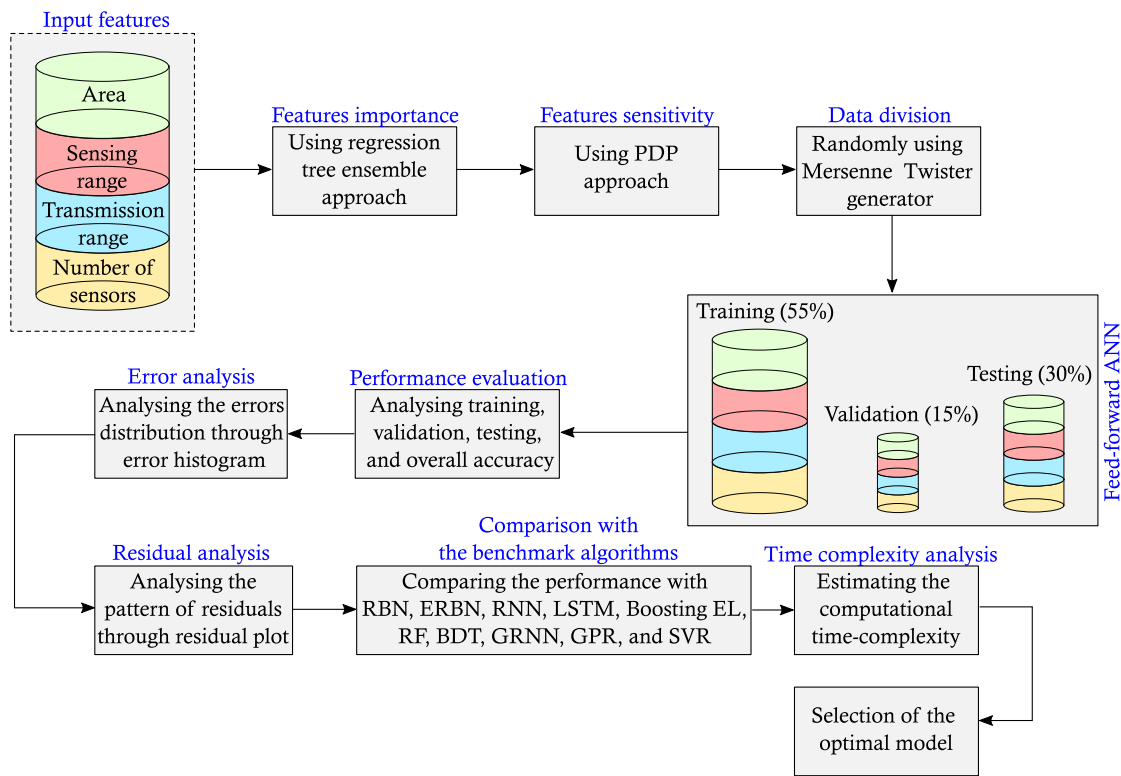 Input features
Area
Sensing
range
Transmission
range
Number of
sensors
Features importance
Using regression
tree ensemble
approach
Features sensitivity
Using PDP
approach
Data division
Randomly using
Mersenne Twister
generator
Training (55%)
Validation (15%)
Testing (30%)
Feed-forward ANN
Performance evaluation
Analysing training,
validation, testing,
and overall accuracy
Error analysis
Analysing the errors
distribution through
error histogram
Residual analysis
Analysing the
pattern of residuals
through residual plot
Comparison with
the benchmark algorithms
Comparing the performance with
RBN, ERBN, RNN, LSTM, Boosting EL,
RF, BDT, GRNN, GPR, and SVR
Time complexity analysis
Estimating the
computational
time-complexity
Selection of the
optimal model